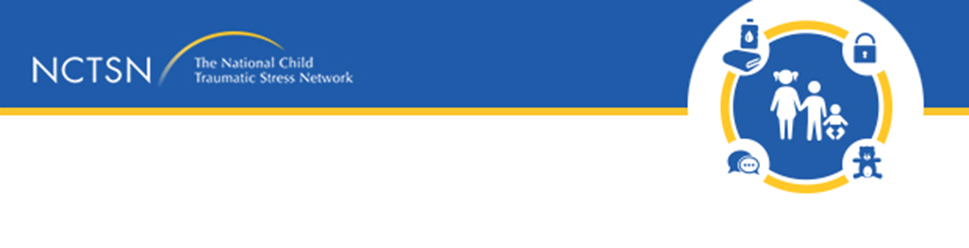 NCTSN
The National Child
Traumatic Stress Network